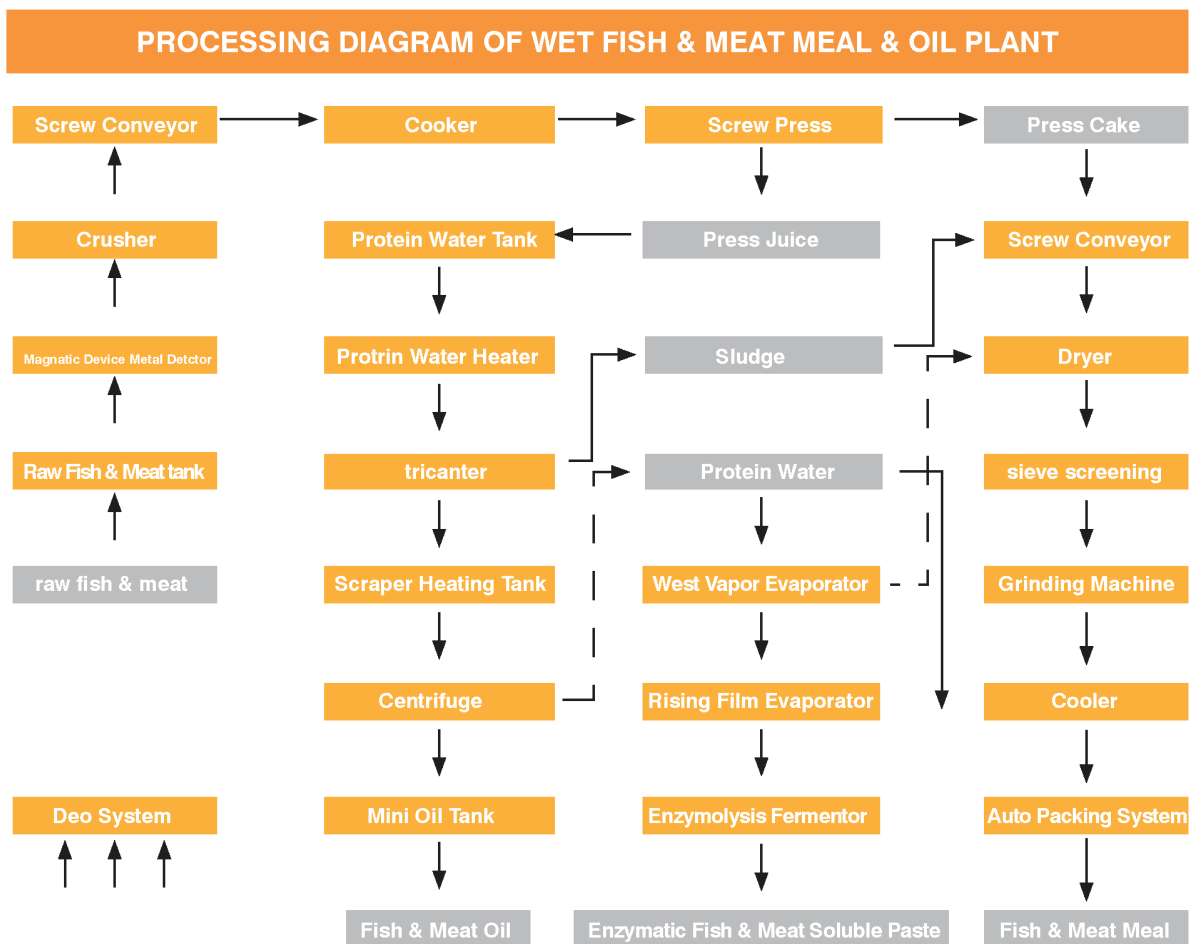 PROCESSING DIAGRAM OF WET FISH & MEAT MEAL & OIL PLANT
Screw Conveyor
Cooker
Screw Press
Press Cake
Crusher
Protein Water Tank
Press Juice
Screw Conveyor
Magnatic Device Metal Detctor
Protrin Water Heater
Sludge
Dryer
Raw Fish & Meat tank
tricanter
Protein Water
sieve screening
raw fish & meat
Scraper Heating Tank
West Vapor Evaporator
Grinding Machine
Centrifuge
Rising Film Evaporator
Cooler
Deo System
Mini Oil Tank
Enzymolysis Fermentor
Auto Packing System
Fish & Meat Oil
Enzymatic Fish & Meat Soluble Paste
Fish & Meat Meal